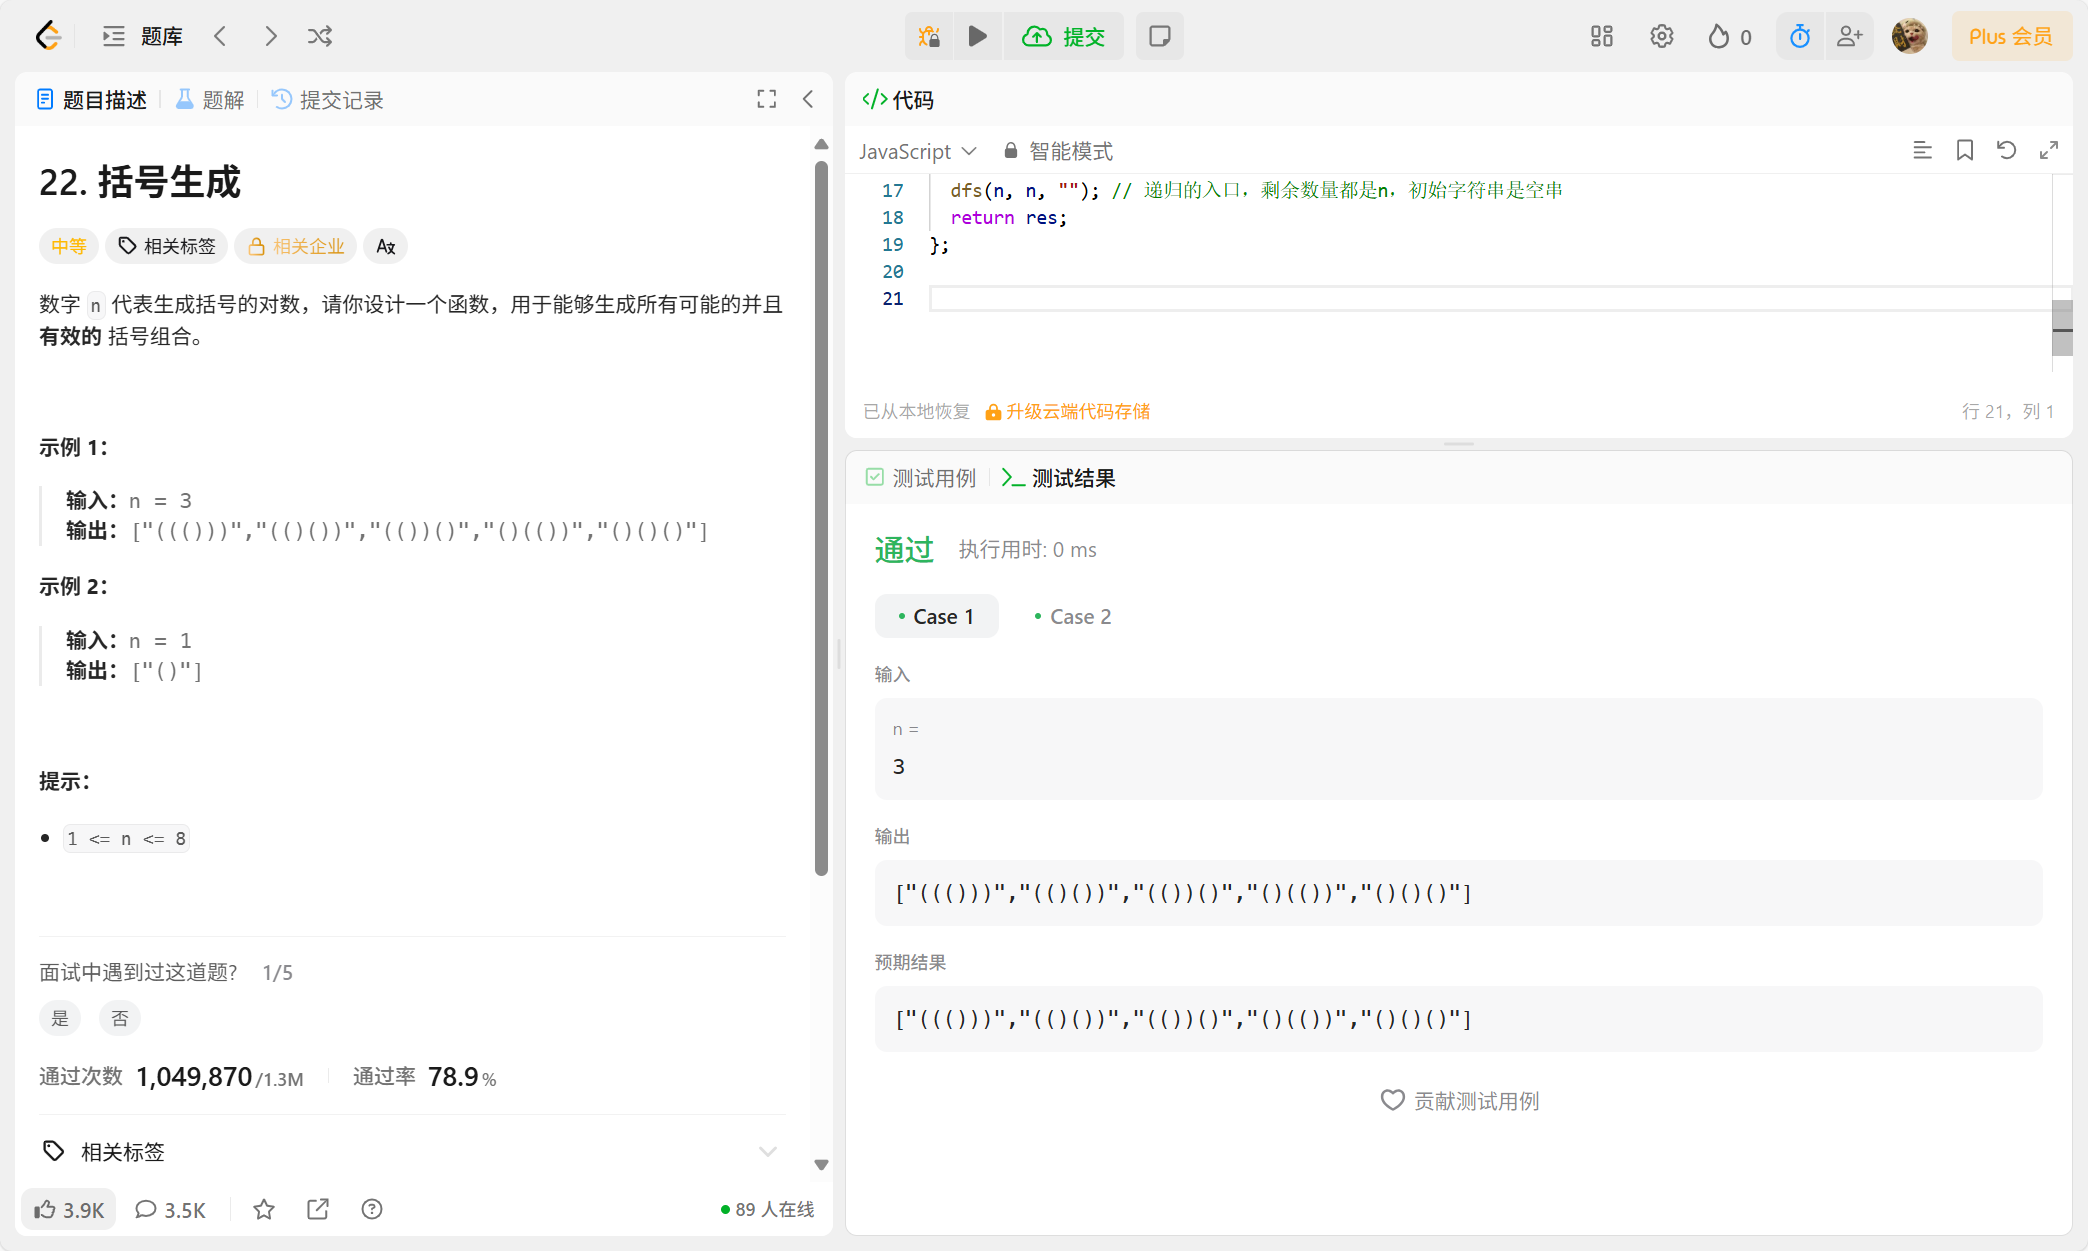 题库
提交
0
Plus 会员
题目描述
题解
提交记录
22. 括号生成
中等
相关标签
相关企业
数字 n 代表生成括号的对数，请你设计一个函数，用于能够生成所有可能的并且
有效的 括号组合。
示例 1：
输入：n = 3
输出：["((()))","(()())","(())()","()(())","()()()"]
示例 2：
输入：n = 1
输出：["()"]
提示：
1 <= n <= 8
面试中遇到过这道题? 1/5
是
否
通过次数 1,049,870/1.3M
通过率 78.9%
相关标签
3.9K
3.5K
89 人在线
代码
JavaScript
智能模式
17 dfs(n, n, ""); // 递归的入口，剩余数量都是n，初始字符串是空串
18 return res;
19 };
20
21
已从本地恢复
升级云端代码存储
行 21，列 1
测试用例
测试结果
通过
执行用时: 0 ms
Case 1
Case 2
输入
n =
3
输出
["((()))","(()())","(())()","()(())","()()()"]
预期结果
["((()))","(()())","(())()","()(())","()()()"]
贡献测试用例